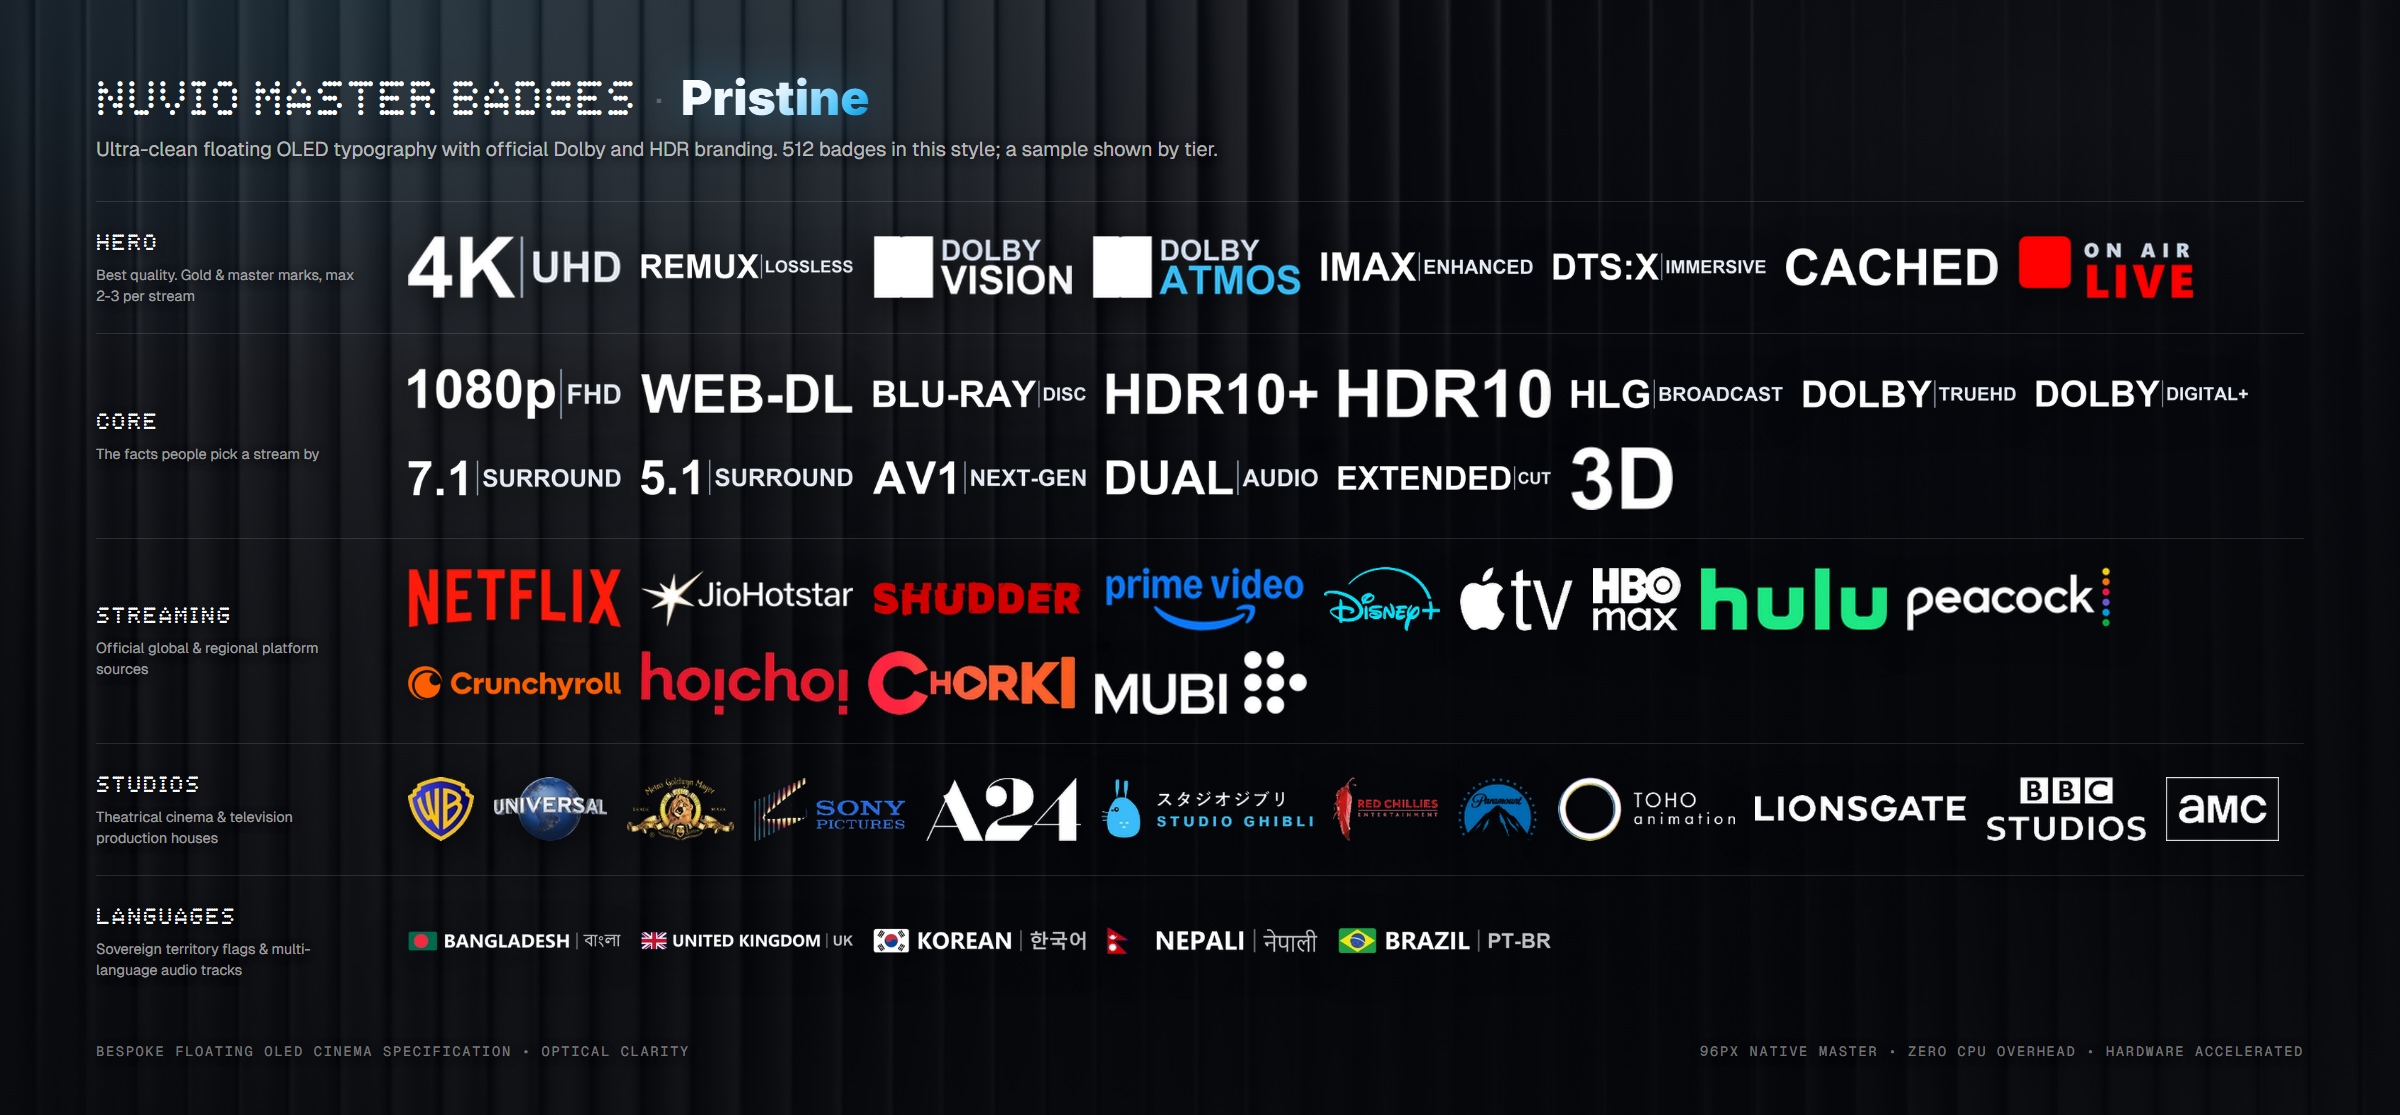 NUVIO MASTER BADGES · Pristine
Ultra-clean floating OLED typography with official Dolby and HDR branding. 512 badges in this style; a sample shown by tier.
HERO
Best quality. Gold & master marks, max
2-3 per stream
4K|UHD REMUX|LOSSLESS DOLBY VISION DOLBY ATMOS IMAX|ENHANCED DTS:X|IMMERSIVE CACHED ON AIR LIVE
CORE
The facts people pick a stream by
1080p|FHD WEB-DL BLU-RAY|DISC HDR10+ HDR10 HLG|BROADCAST DOLBY|TRUEHD DOLBY|DIGITAL+
7.1|SURROUND 5.1|SURROUND AV1|NEXT-GEN DUAL|AUDIO EXTENDED|CUT 3D
STREAMING
Official global & regional platform
sources
NETFLIX JioHotstar SHUDDER prime video Disney+ tv HBO max hulu peacock
Crunchyroll hoichoi CHORKI MUBI
STUDIOS
Theatrical cinema & television
production houses
WB UNIVERSAL Metro Goldwyn Mayer SONY PICTURES A24 スタジオジブリ STUDIO GHIBLI RED CHILLIES ENTERTAINMENT Paramount TOHO animation LIONSGATE BBC STUDIOS aMC
LANGUAGES
Sovereign territory flags & multi-
language audio tracks
BANGLADESH | বাংলা UNITED KINGDOM | UK KOREAN | 한국어 NEPALI | नेपाली BRAZIL | PT-BR
BESPOKE FLOATING OLED CINEMA SPECIFICATION • OPTICAL CLARITY
96PX NATIVE MASTER • ZERO CPU OVERHEAD • HARDWARE ACCELERATED